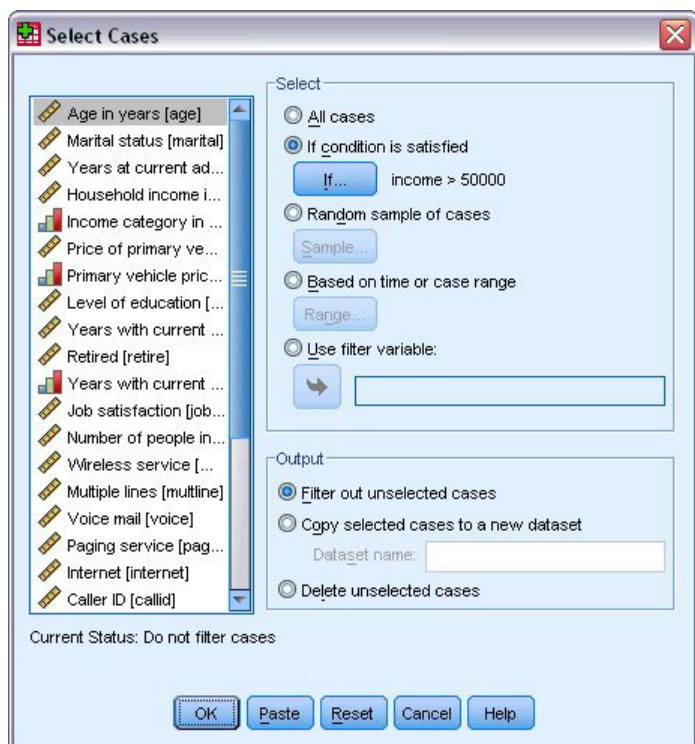 Select Cases
Age in years [age]
Marital status [marital]
Years at current ad...
Household income i...
Income category in ...
Price of primary ve...
Primary vehicle pric...
Level of education [...
Years with current ...
Retired [retire]
Years with current ...
Job satisfaction [job...
Number of people in...
Wireless service [...
Multiple lines [multline]
Voice mail [voice]
Paging service [pag...
Internet [internet]
Caller ID [callid]
Current Status: Do not filter cases
Select
All cases
If condition is satisfied
If... income > 50000
Random sample of cases
Sample...
Based on time or case range
Range...
Use filter variable:
Output
Filter out unselected cases
Copy selected cases to a new dataset
Dataset name:
Delete unselected cases
OK Paste Reset Cancel Help